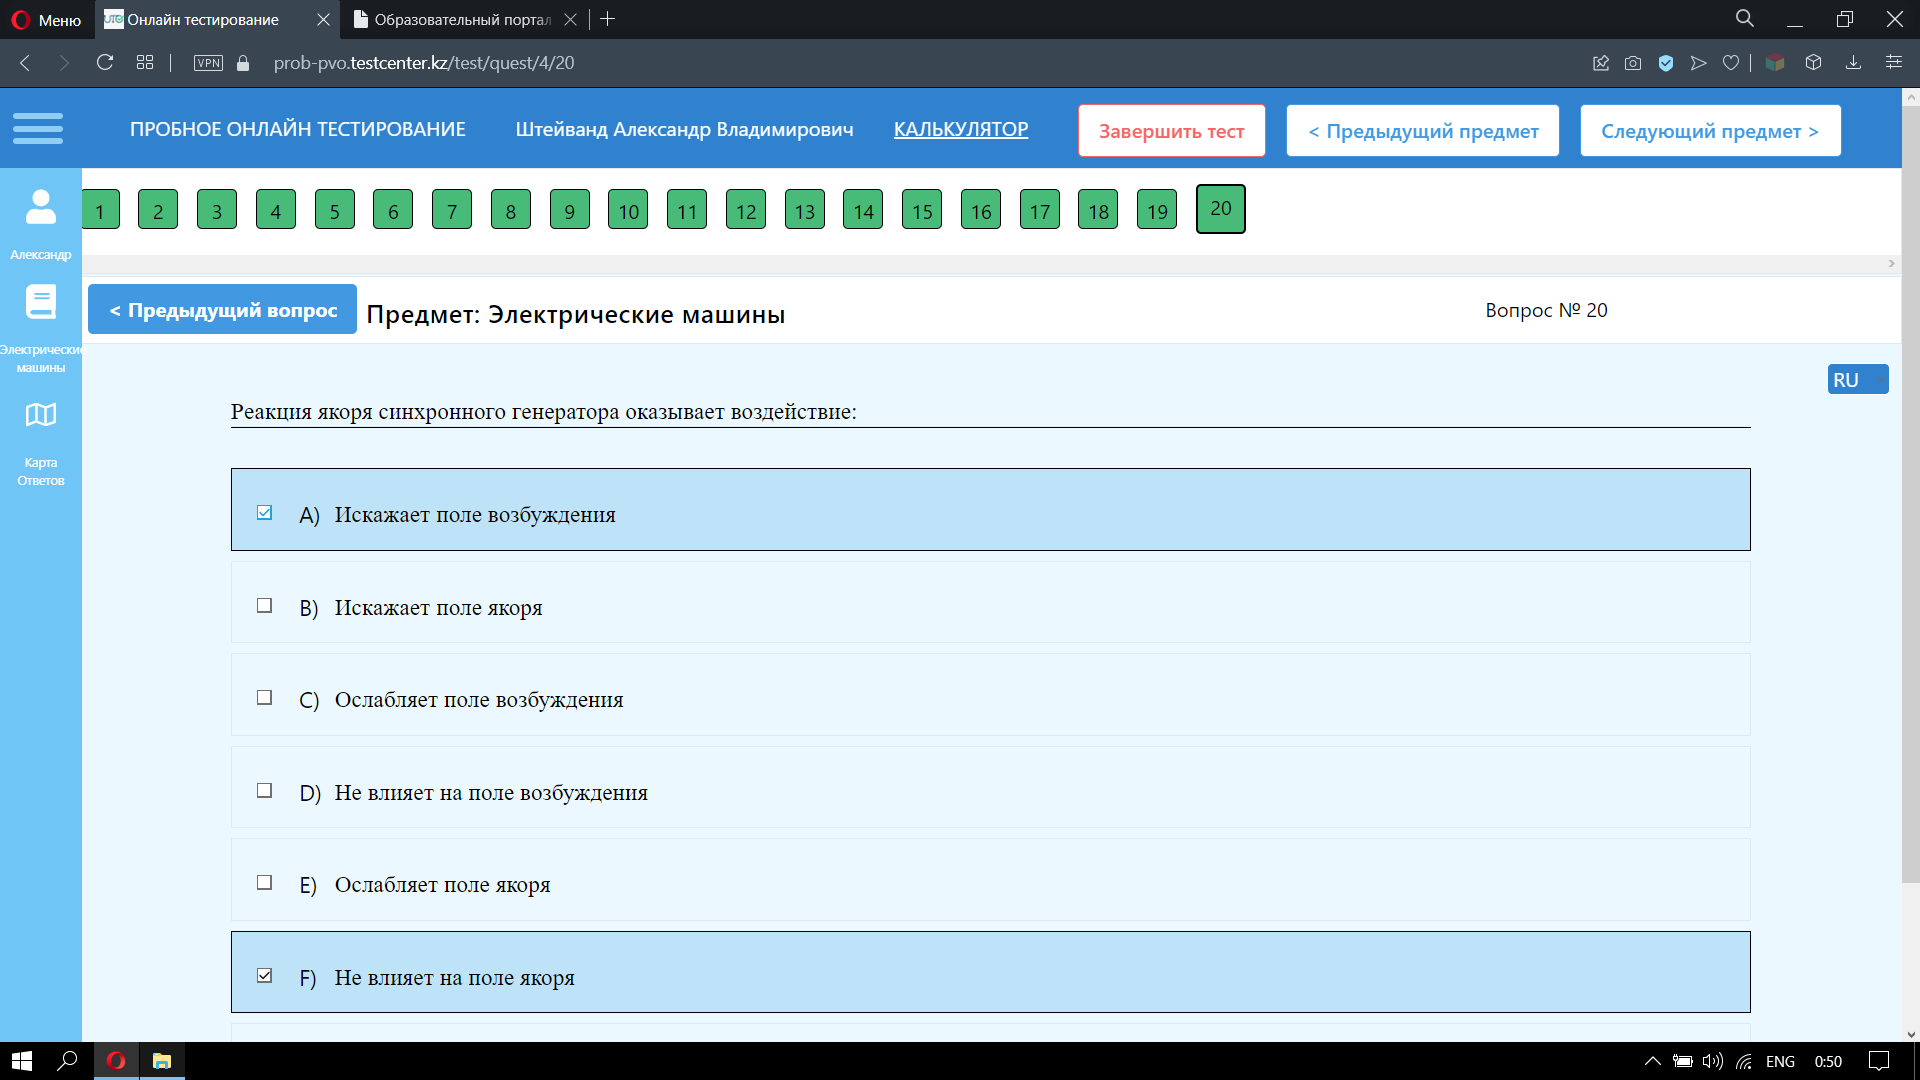 Меню
Онлайн тестирование
Образовательный портал
VPN
prob-pvo.testcenter.kz/test/quest/4/20
ПРОБНОЕ ОНЛАЙН ТЕСТИРОВАНИЕ
Штейванд Александр Владимирович
КАЛЬКУЛЯТОР
Завершить тест
< Предыдущий предмет
Следующий предмет >
1 2 3 4 5 6 7 8 9 10 11 12 13 14 15 16 17 18 19 20
Александр
Электрические
машины
Карта
Ответов
< Предыдущий вопрос
Предмет: Электрические машины
Вопрос № 20
RU
Реакция якоря синхронного генератора оказывает воздействие:
A) Искажает поле возбуждения
B) Искажает поле якоря
C) Ослабляет поле возбуждения
D) Не влияет на поле возбуждения
E) Ослабляет поле якоря
F) Не влияет на поле якоря
ENG
0:50